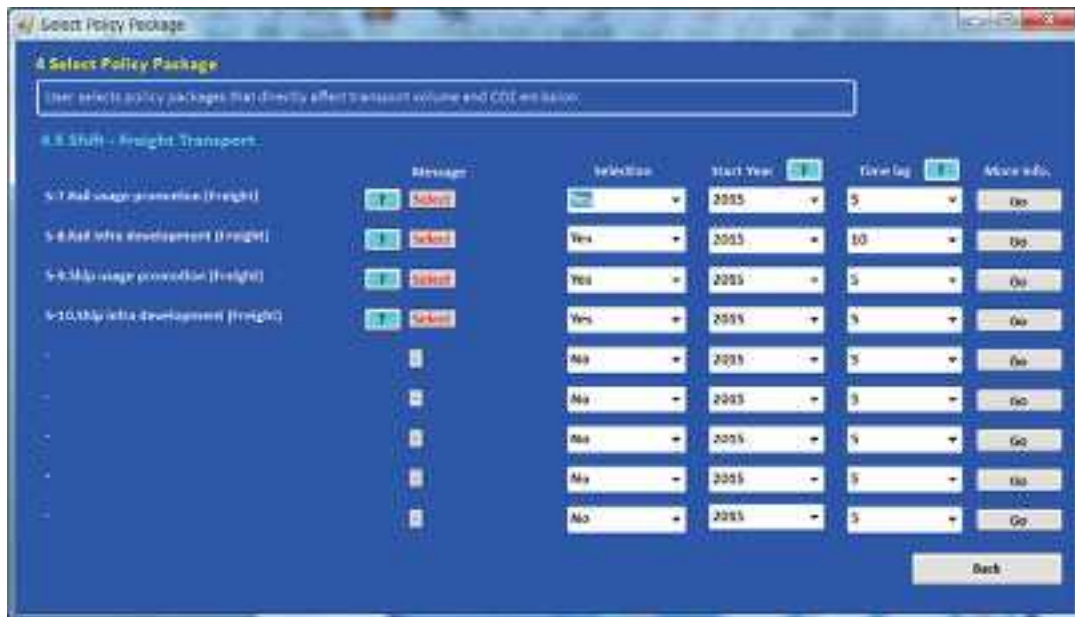 Select Policy Package
4 Select Policy Package
User selects policy packages that directly affect transport volume and CO2 emission
4.5 Shift - Freight Transport
Message Selection Start Year ? Time lag ? More info.
S-7.Rail usage promotion (Freight) ? Select Yes 2015 5 Go
S-8.Rail infra development (Freight) ? Select Yes 2015 10 Go
S-9.Ship usage promotion (Freight) ? Select Yes 2015 5 Go
S-10.Ship infra development (Freight) ? Select Yes 2015 5 Go
- - No 2015 5 Go
- - No 2015 5 Go
- - No 2015 5 Go
- - No 2015 5 Go
- - No 2015 5 Go
Back